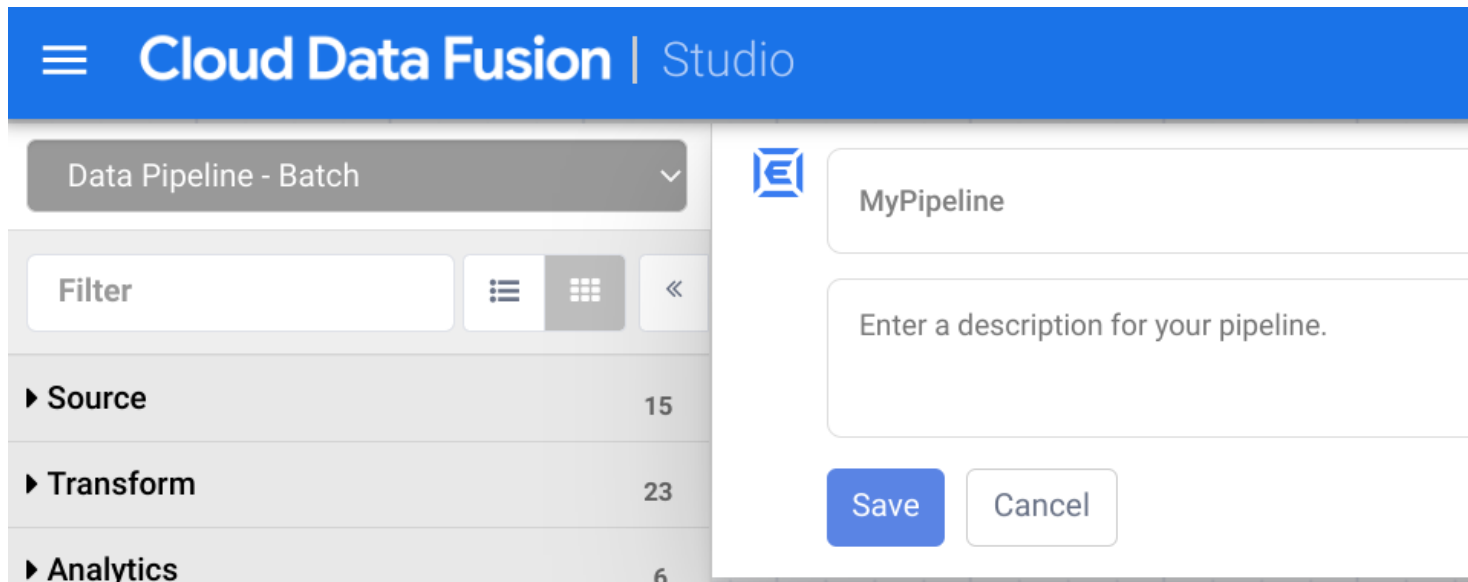 Cloud Data Fusion | Studio
Data Pipeline - Batch
Filter
Source 15
Transform 23
Analytics 6
MyPipeline
Enter a description for your pipeline.
Save Cancel